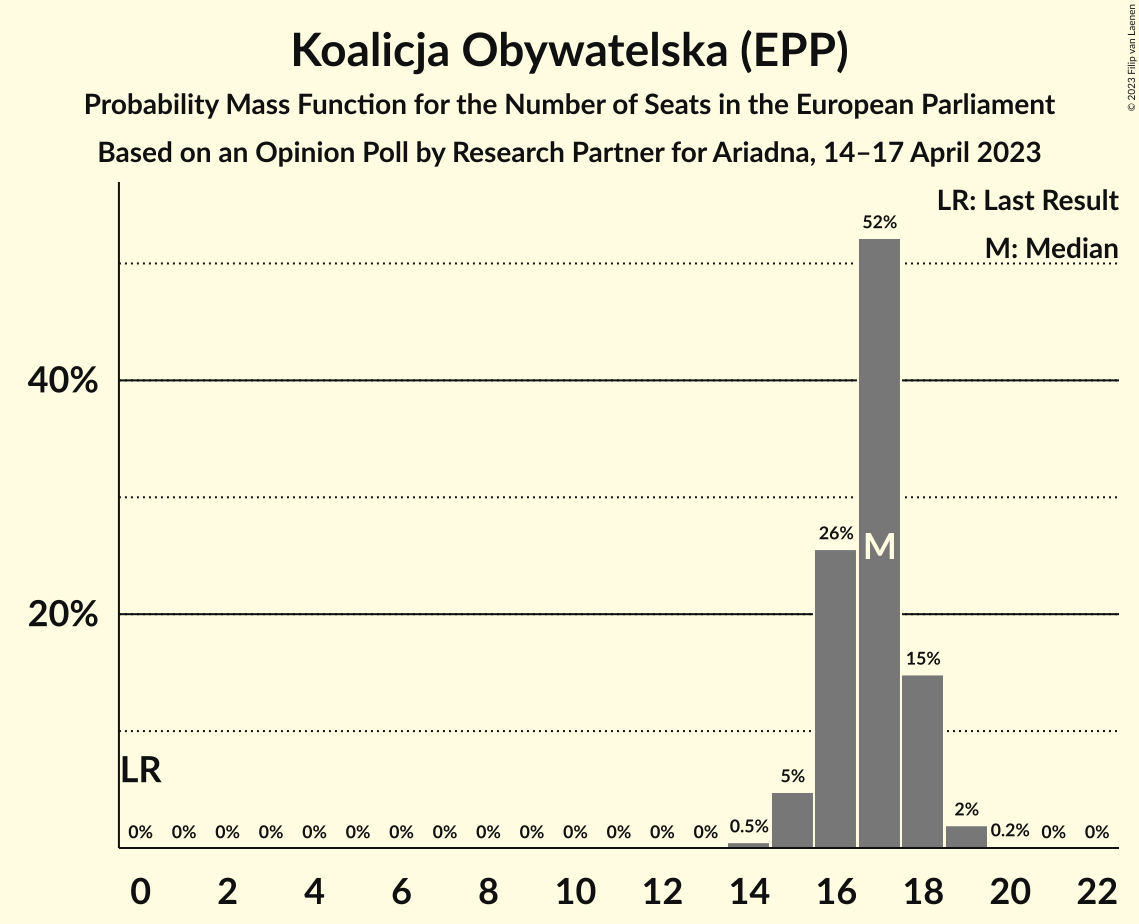 Koalicja Obywatelska (EPP)
Probability Mass Function for the Number of Seats in the European Parliament
Based on an Opinion Poll by Research Partner for Ariadna, 14–17 April 2023
© 2023 Filip van Laenen
LR: Last Result
M: Median
52%
40%
26%
M
20%
15%
LR
5%
2%
0% 0% 0% 0% 0% 0% 0% 0% 0% 0% 0% 0% 0% 0% 0.5% 0.2% 0% 0%
0 2 4 6 8 10 12 14 16 18 20 22